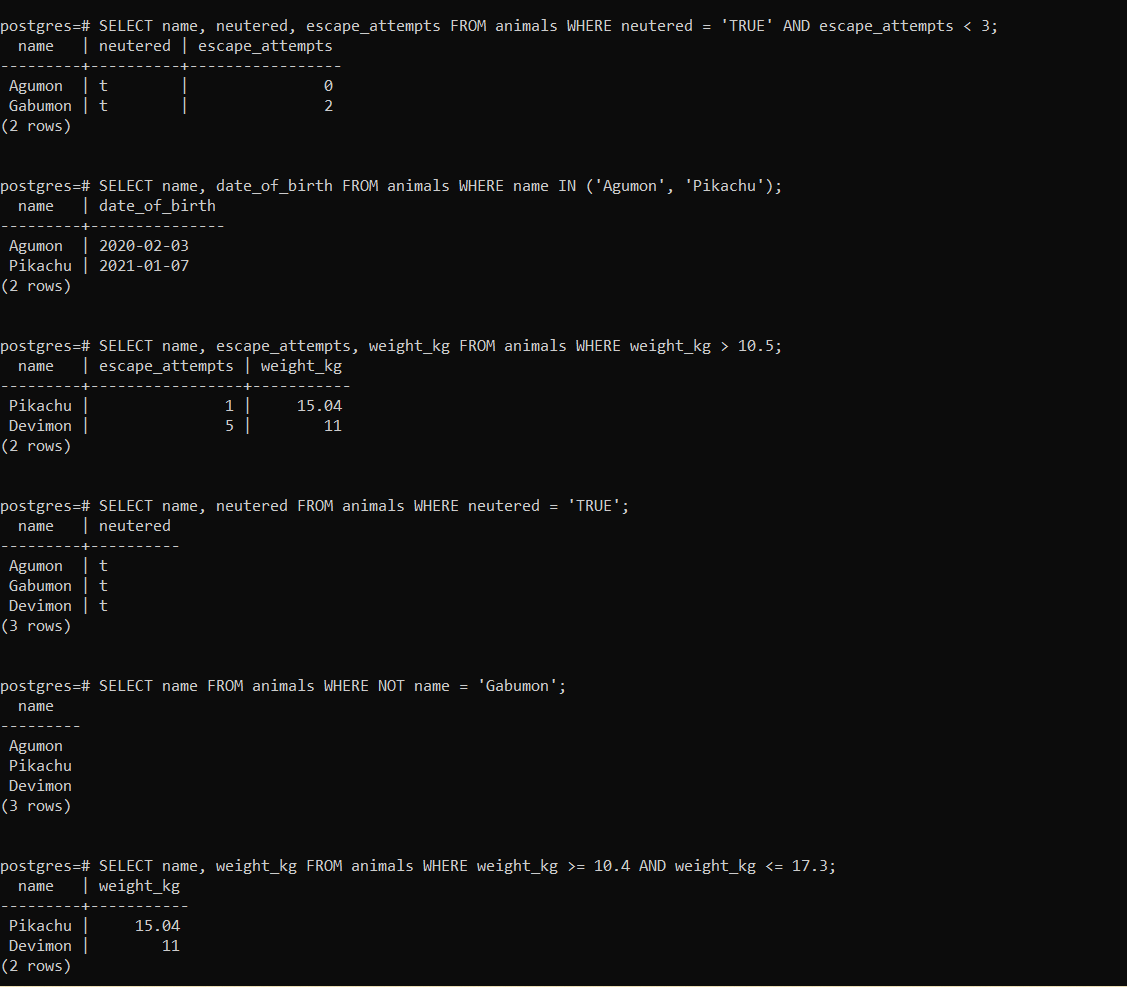 postgres=# SELECT name, neutered, escape_attempts FROM animals WHERE neutered = 'TRUE' AND escape_attempts < 3;
  name   | neutered | escape_attempts
---------+----------+-----------------
 Agumon  | t        |               0
 Gabumon | t        |               2
(2 rows)

postgres=# SELECT name, date_of_birth FROM animals WHERE name IN ('Agumon', 'Pikachu');
  name   | date_of_birth
---------+---------------
 Agumon  | 2020-02-03
 Pikachu | 2021-01-07
(2 rows)

postgres=# SELECT name, escape_attempts, weight_kg FROM animals WHERE weight_kg > 10.5;
  name   | escape_attempts | weight_kg
---------+-----------------+-----------
 Pikachu |               1 |     15.04
 Devimon |               5 |        11
(2 rows)

postgres=# SELECT name, neutered FROM animals WHERE neutered = 'TRUE';
  name   | neutered
---------+----------
 Agumon  | t
 Gabumon | t
 Devimon | t
(3 rows)

postgres=# SELECT name FROM animals WHERE NOT name = 'Gabumon';
  name
---------
 Agumon
 Pikachu
 Devimon
(3 rows)

postgres=# SELECT name, weight_kg FROM animals WHERE weight_kg >= 10.4 AND weight_kg <= 17.3;
  name   | weight_kg
---------+-----------
 Pikachu |     15.04
 Devimon |        11
(2 rows)